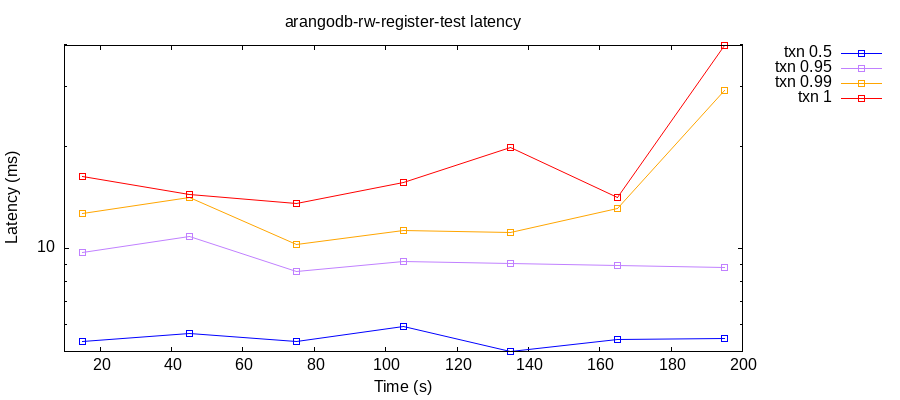 arangodb-rw-register-test latency
txn 0.5
txn 0.95
txn 0.99
txn 1
Latency (ms)
10
20 40 60 80 100 120 140 160 180 200
Time (s)